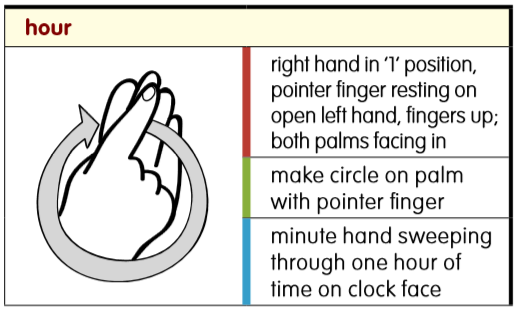 hour
right hand in '1' position,
pointer finger resting on
open left hand, fingers up;
both palms facing in
make circle on palm
with pointer finger
minute hand sweeping
through one hour of
time on clock face